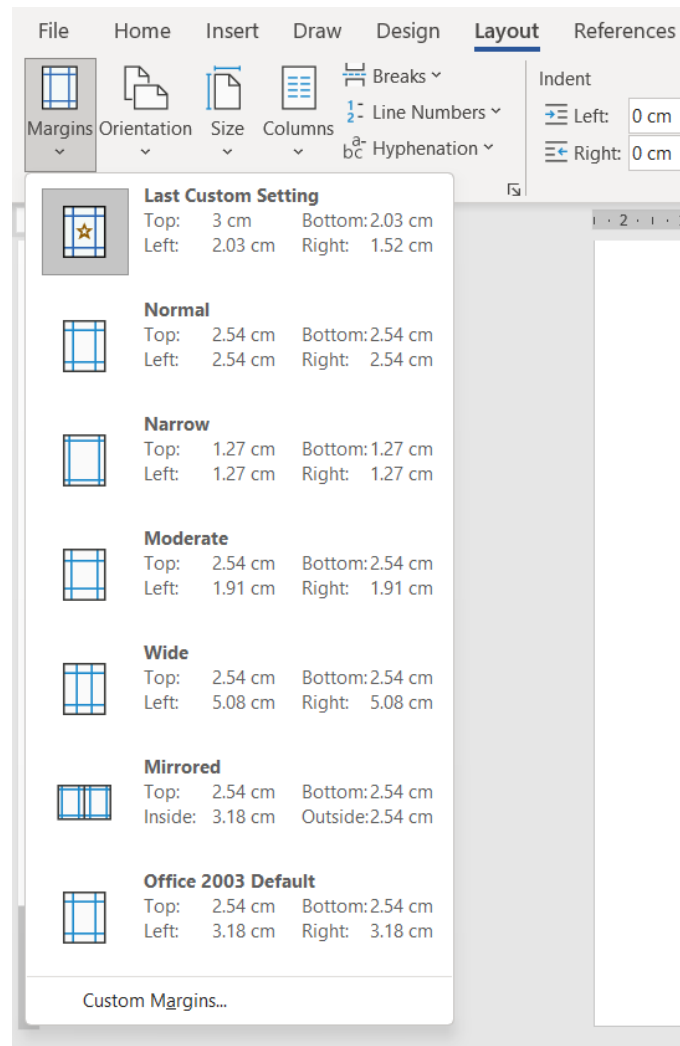 File Home Insert Draw Design Layout References
Breaks
Indent
1 2 Line Numbers
Left: 0 cm
Margins Orientation Size Columns
a- bc Hyphenation
Right: 0 cm
Last Custom Setting
Top: 3 cm Bottom: 2.03 cm
Left: 2.03 cm Right: 1.52 cm
2
Normal
Top: 2.54 cm Bottom: 2.54 cm
Left: 2.54 cm Right: 2.54 cm
Narrow
Top: 1.27 cm Bottom: 1.27 cm
Left: 1.27 cm Right: 1.27 cm
Moderate
Top: 2.54 cm Bottom: 2.54 cm
Left: 1.91 cm Right: 1.91 cm
Wide
Top: 2.54 cm Bottom: 2.54 cm
Left: 5.08 cm Right: 5.08 cm
Mirrored
Top: 2.54 cm Bottom: 2.54 cm
Inside: 3.18 cm Outside: 2.54 cm
Office 2003 Default
Top: 2.54 cm Bottom: 2.54 cm
Left: 3.18 cm Right: 3.18 cm
Custom Margins...